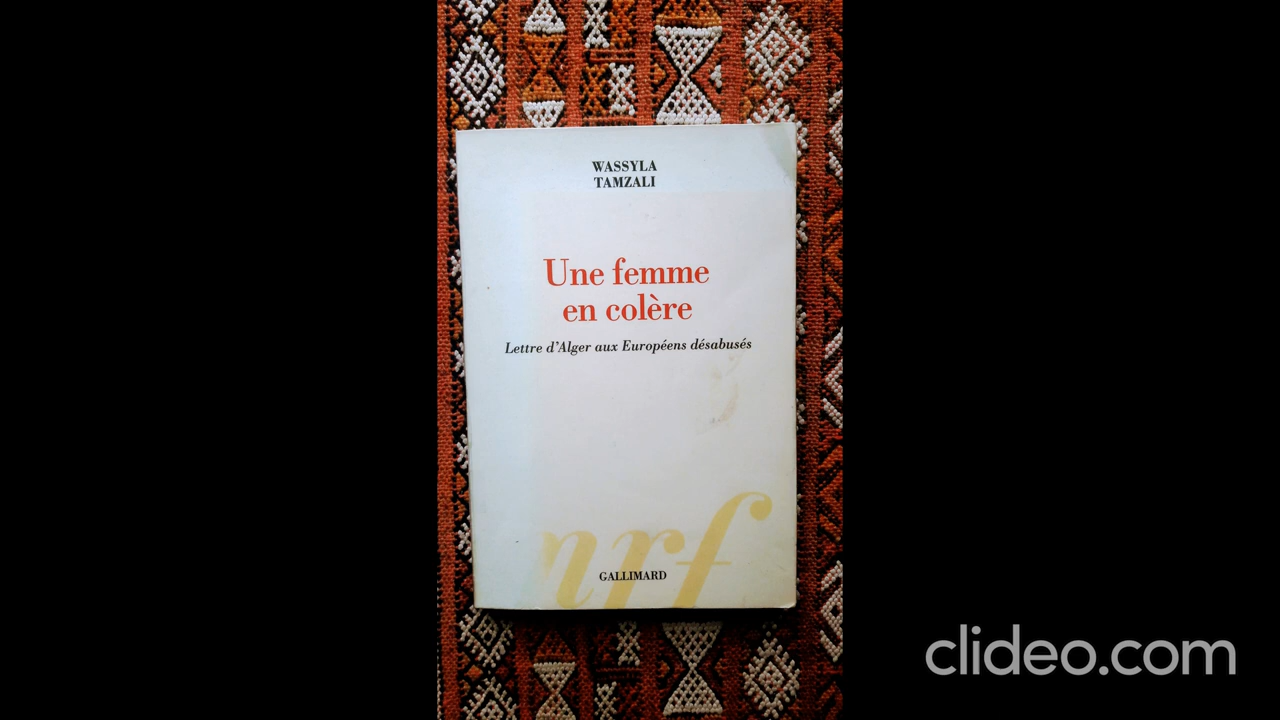 WASSYLA
TAMZALI
Une femme
en colère
Lettre d'Alger aux Européens désabusés
nrf
GALLIMARD
clideo.com